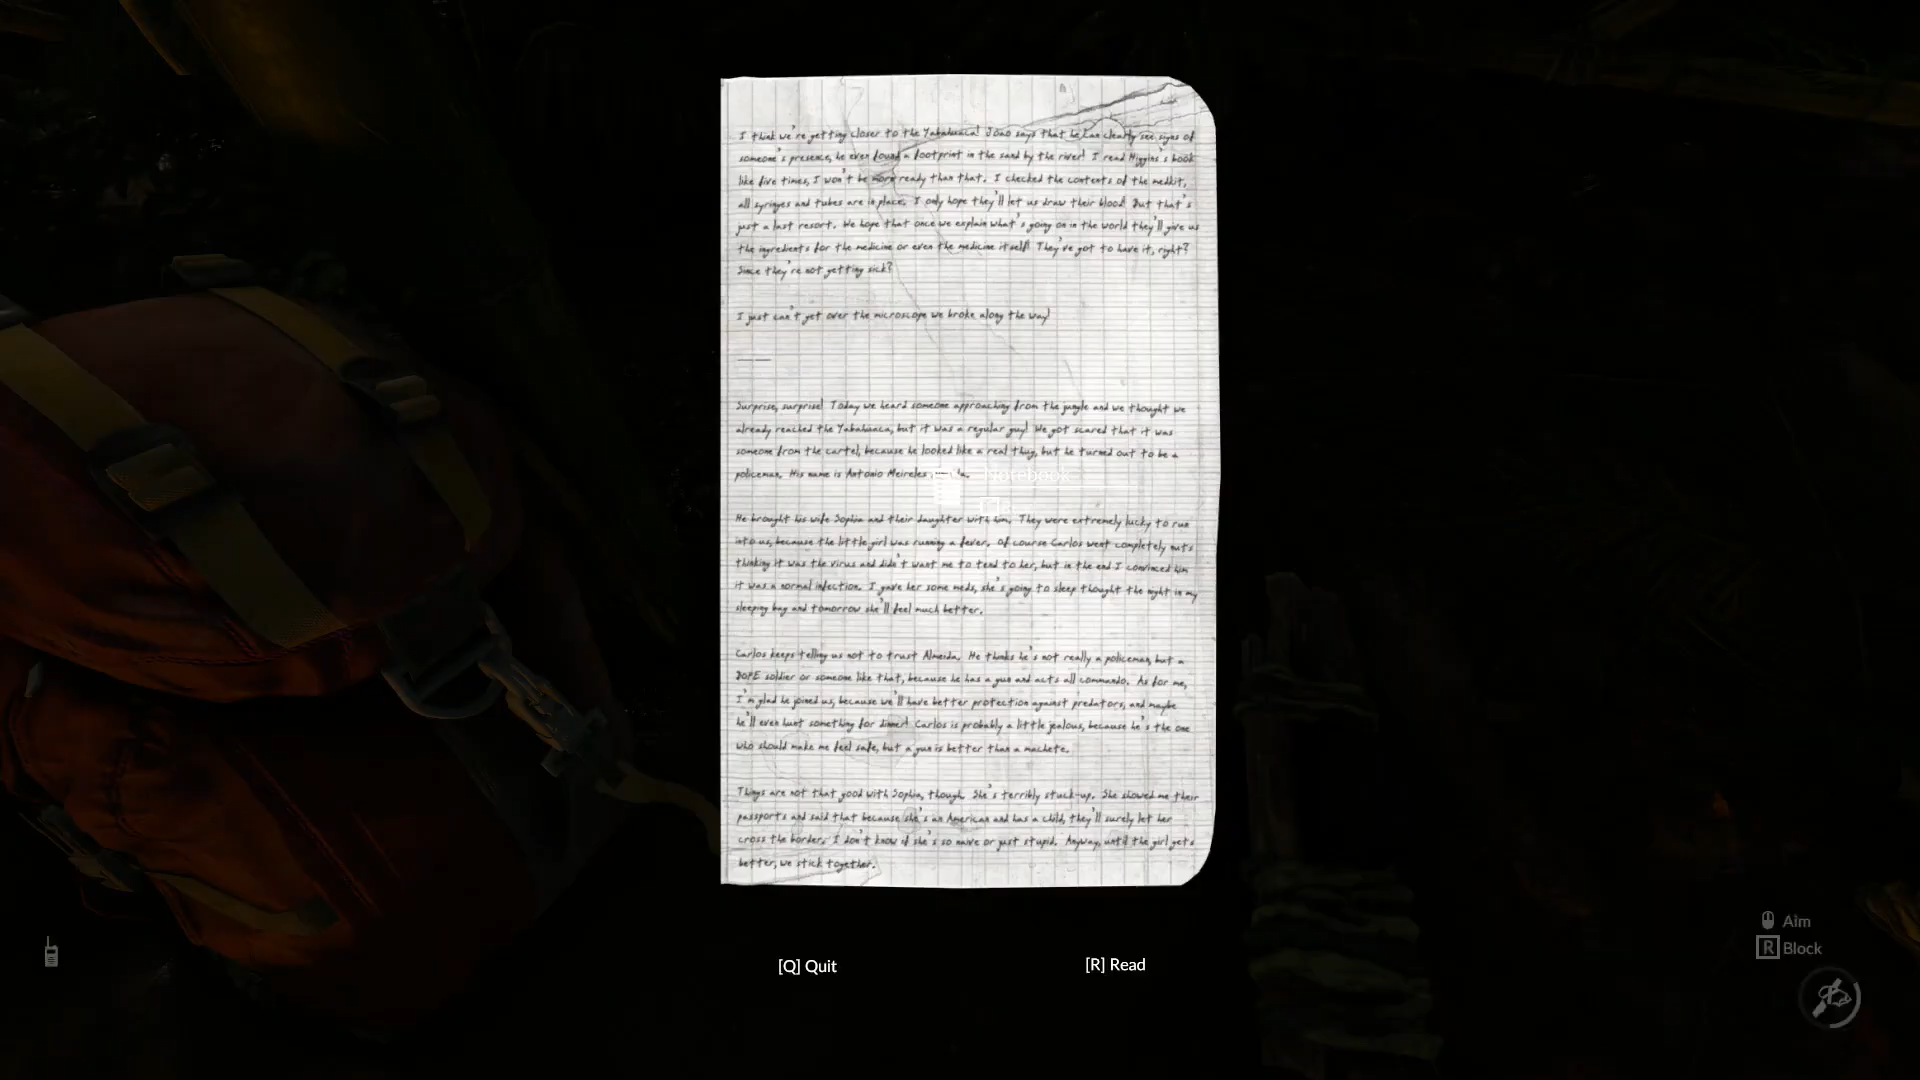 I think we're getting closer to the Yabahuaca! João says that he can clearly see signs of
someone's presence, he even found a footprint in the sand by the river! I read Higgins's book
like five times, I won't be more ready than that. I checked the contents of the medkit,
all syringes and tubes are in place. I only hope they'll let us draw their blood! But that's
just a last resort. We hope that once we explain what's going on in the world they'll give us
the ingredients for the medicine or even the medicine itself! They've got to have it, right?
Since they're not getting sick?
I just can't get over the microscope we broke along the way!
Surprise, surprise! Today we heard someone approaching from the jungle and we thought we
already reached the Yabahuaca, but it was a regular guy! We got scared that it was
someone from the cartel, because he looked like a real thug, but he turned out to be a
policeman. His name is Antonio Meireles
Notebook
He brought his wife Sophia and their daughter with him. They were extremely lucky to run
into us, because the little girl was running a fever. Of course Carlos went completely nuts
thinking it was the virus and didn't want me to tend to her, but in the end I convinced him
it was a normal infection. I gave her some meds, she's going to sleep thought the night in my
sleeping bag and tomorrow she'll feel much better.
Carlos keeps telling us not to trust Almeida. He thinks he's not really a policeman, but a
BOPE soldier or someone like that, because he has a gun and acts all commando. As for me,
I'm glad he joined us, because we'll have better protection against predators, and maybe
he'll even hunt something for dinner! Carlos is probably a little jealous, because he's the one
who should make me feel safe, but a gun is better than a machete.
Things are not that good with Sophia, though. She's terribly stuck-up. She showed me their
passports and said that because she's an American and has a child, they'll surely let her
cross the border. I don't know if she's so naive or just stupid. Anyway, until the girl gets
better, we stick together.
Aim
R Block
[Q] Quit
[R] Read